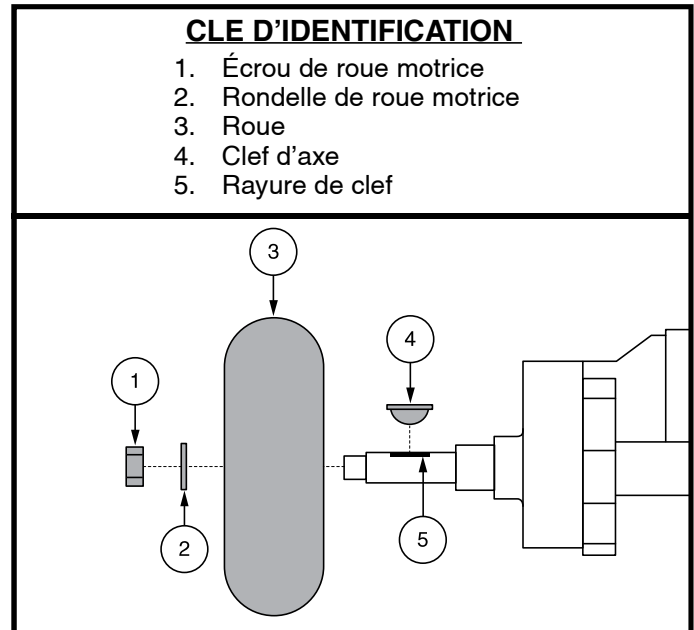 CLE D'IDENTIFICATION
1. Écrou de roue motrice
2. Rondelle de roue motrice
3. Roue
4. Clef d'axe
5. Rayure de clef
3
4
1
2
5